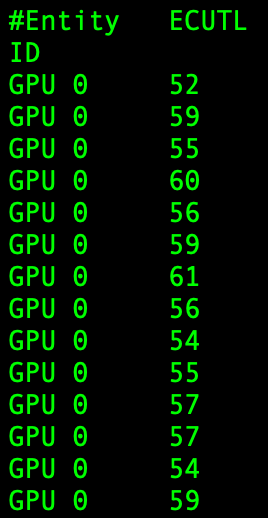 #Entity   ECUTL
ID
GPU 0     52
GPU 0     59
GPU 0     55
GPU 0     60
GPU 0     56
GPU 0     59
GPU 0     61
GPU 0     56
GPU 0     54
GPU 0     55
GPU 0     57
GPU 0     57
GPU 0     54
GPU 0     59